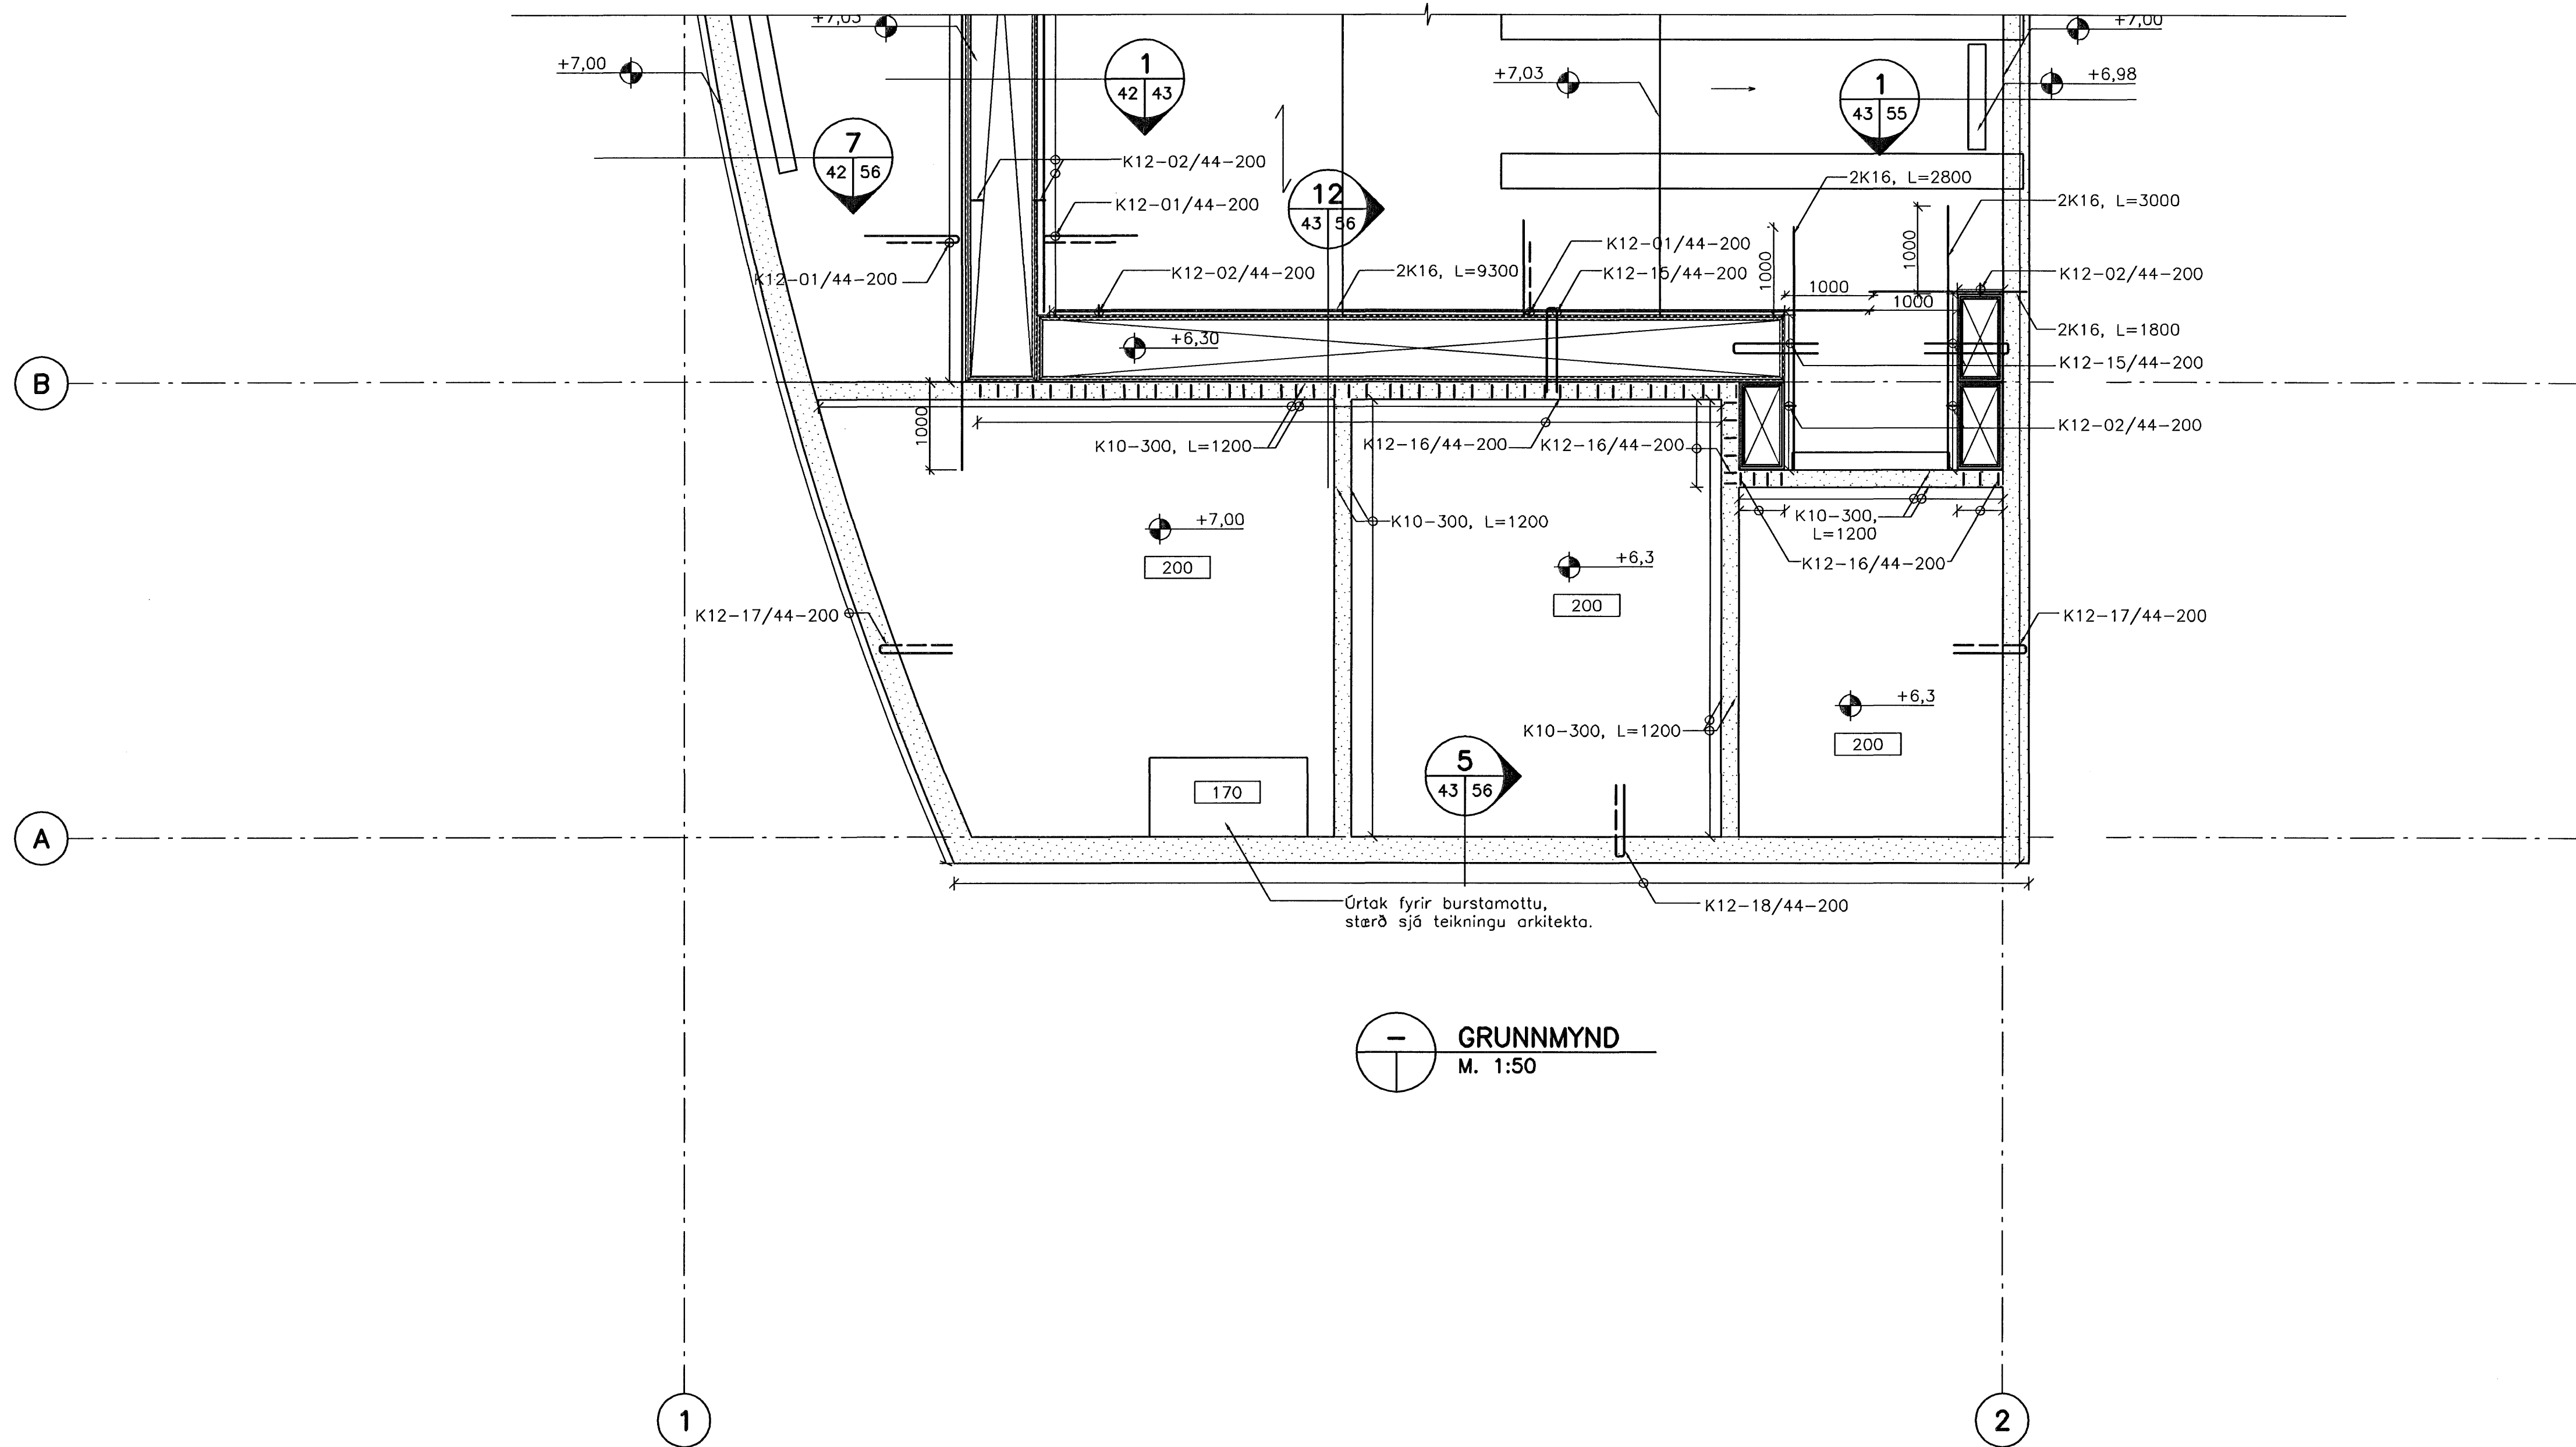 +7,03
+7,00
+7,00
+7,03
+6,98
1
42 43
1
43 55
7
42 56
K12-02/44-200
2K16, L=2800
12
43 56
K12-01/44-200
2K16, L=3000
1000
1000
K12-01/44-200
K12-01/44-200
K12-02/44-200
2K16, L=9300
K12-15/44-200
K12-02/44-200
1000
1000
2K16, L=1800
+6,30
K12-15/44-200
B
1000
K10-300, L=1200
K12-16/44-200
K12-16/44-200
K12-02/44-200
+7,00
200
K10-300, L=1200
K10-300,
L=1200
+6,3
200
K12-16/44-200
K12-17/44-200
K12-17/44-200
+6,3
200
K10-300, L=1200
5
43 56
170
A
Úrtak fyrir burstamottu,
stærð sjá teikningu arkitekta.
K12-18/44-200
-
GRUNNMYND
M. 1:50
1
2